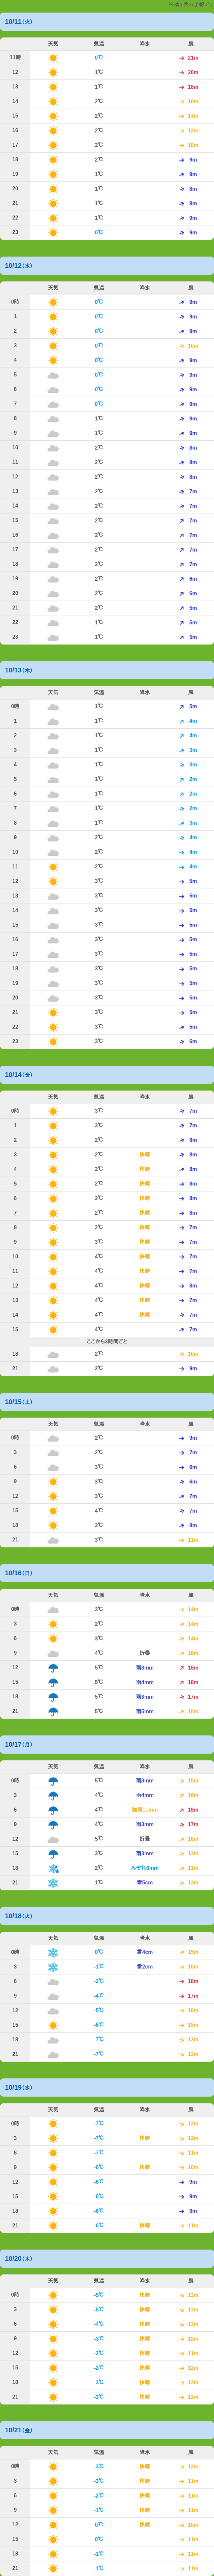 10/11(火)
天気 気温 降水 風
11時 0℃ 21m
12 1℃ 20m
13 1℃ 18m
14 2℃ 16m
15 2℃ 14m
16 2℃ 12m
17 2℃ 10m
18 2℃ 9m
19 1℃ 9m
20 1℃ 8m
21 1℃ 8m
22 1℃ 9m
23 0℃ 9m
10/12(水)
天気 気温 降水 風
0時 0℃ 9m
1 0℃ 9m
2 0℃ 9m
3 0℃ 10m
4 0℃ 9m
5 0℃ 9m
6 0℃ 9m
7 0℃ 9m
8 1℃ 9m
9 1℃ 9m
10 2℃ 8m
11 2℃ 8m
12 2℃ 8m
13 2℃ 7m
14 2℃ 7m
15 2℃ 7m
16 2℃ 7m
17 2℃ 7m
18 2℃ 7m
19 2℃ 6m
20 2℃ 6m
21 2℃ 5m
22 1℃ 5m
23 1℃ 5m
10/13(木)
天気 気温 降水 風
0時 1℃ 5m
1 1℃ 4m
2 1℃ 4m
3 1℃ 3m
4 1℃ 3m
5 1℃ 2m
6 1℃ 2m
7 1℃ 2m
8 1℃ 3m
9 2℃ 4m
10 2℃ 4m
11 2℃ 4m
12 3℃ 5m
13 3℃ 5m
14 3℃ 5m
15 3℃ 5m
16 3℃ 5m
17 3℃ 5m
18 3℃ 5m
19 3℃ 5m
20 3℃ 5m
21 3℃ 5m
22 3℃ 5m
23 3℃ 6m
10/14(金)
天気 気温 降水 風
0時 3℃ 7m
1 3℃ 7m
2 2℃ 8m
3 2℃ 快晴 8m
4 2℃ 快晴 8m
5 2℃ 快晴 8m
6 2℃ 快晴 8m
7 2℃ 快晴 8m
8 2℃ 快晴 7m
9 3℃ 快晴 7m
10 4℃ 快晴 7m
11 4℃ 快晴 7m
12 4℃ 快晴 8m
13 4℃ 快晴 7m
14 4℃ 快晴 7m
15 4℃ 7m
ここから3時間ごと
18 2℃ 10m
21 2℃ 9m
10/15(土)
天気 気温 降水 風
0時 2℃ 9m
3 2℃ 7m
6 3℃ 6m
9 3℃ 6m
12 3℃ 7m
15 4℃ 7m
18 3℃ 8m
21 3℃ 11m
10/16(日)
天気 気温 降水 風
0時 3℃ 14m
3 2℃ 14m
6 3℃ 14m
9 4℃ 折曇 16m
12 5℃ 雨3mm 18m
15 5℃ 雨4mm 18m
18 5℃ 雨3mm 17m
21 5℃ 雨5mm 16m
10/17(月)
天気 気温 降水 風
0時 5℃ 雨3mm 15m
3 4℃ 雨4mm 16m
6 4℃ 強雨11mm 18m
9 4℃ 雨3mm 17m
12 5℃ 折曇 16m
15 3℃ 雨3mm 13m
18 2℃ みぞれ6mm 11m
21 1℃ 雪5cm 13m
10/18(火)
天気 気温 降水 風
0時 0℃ 雪4cm 15m
3 -1℃ 雪2cm 16m
6 -2℃ 18m
9 -4℃ 17m
12 -5℃ 16m
15 -6℃ 15m
18 -7℃ 13m
21 -7℃ 13m
10/19(水)
天気 気温 降水 風
0時 -7℃ 12m
3 -7℃ 快晴 12m
6 -7℃ 11m
9 -6℃ 快晴 10m
12 -6℃ 9m
15 -6℃ 9m
18 -6℃ 9m
21 -6℃ 快晴 11m
10/20(木)
天気 気温 降水 風
0時 -5℃ 快晴 13m
3 -5℃ 快晴 13m
6 -4℃ 快晴 13m
9 -3℃ 快晴 12m
12 -2℃ 快晴 11m
15 -2℃ 快晴 12m
18 -3℃ 快晴 12m
21 -3℃ 快晴 12m
10/21(金)
天気 気温 降水 風
0時 -3℃ 快晴 12m
3 -3℃ 快晴 11m
6 -2℃ 快晴 11m
9 -1℃ 快晴 11m
12 0℃ 快晴 10m
15 0℃ 11m
18 -1℃ 11m
21 -1℃ 11m